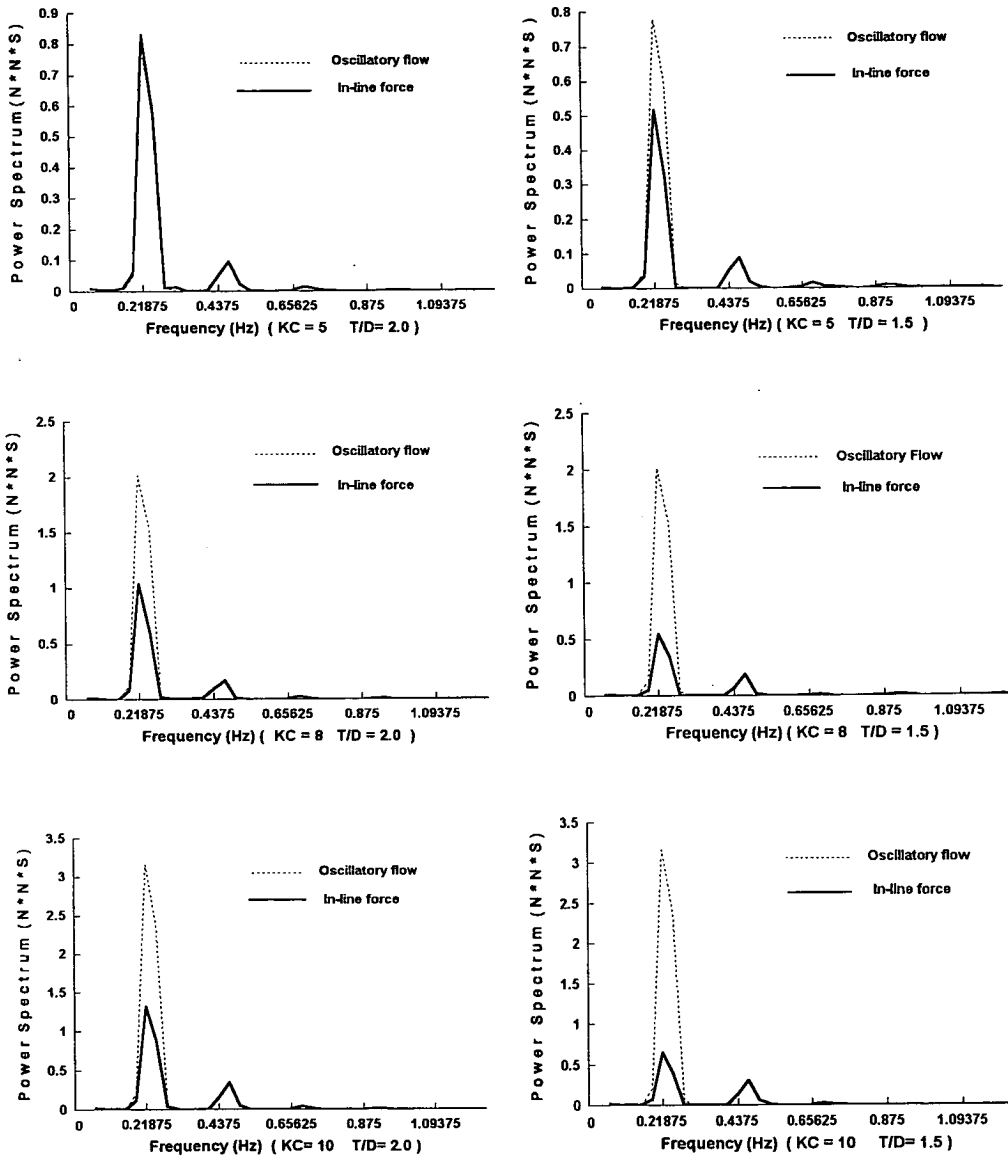 0.9
0.8
0.7
0.6
0.5
0.4
0.3
0.2
0.1
0
Power Spectrum (N*N*S)
Oscillatory flow
In-line force
0 0.21875 0.4375 0.65625 0.875 1.09375
Frequency (Hz) ( KC = 5 T/D= 2.0 )
0.8
0.7
0.6
0.5
0.4
0.3
0.2
0.1
0
Power Spectrum (N*N*S)
Oscillatory flow
In-line force
0 0.21875 0.4375 0.65625 0.875 1.09375
Frequency (Hz) ( KC = 5 T/D = 1.5 )
2.5
2
1.5
1
0.5
0
Power Spectrum (N*N*S)
Oscillatory flow
In-line force
0 0.21875 0.4375 0.65625 0.875 1.09375
Frequency (Hz) ( KC = 8 T/D = 2.0 )
2.5
2
1.5
1
0.5
0
Power Spectrum (N*N*S)
Oscillatory Flow
In-line force
0 0.21875 0.4375 0.65625 0.875 1.09375
Frequency (Hz) ( KC = 8 T/D = 1.5 )
3.5
3
2.5
2
1.5
1
0.5
0
Power Spectrum (N*N*S)
Oscillatory flow
In-line force
0 0.21875 0.4375 0.65625 0.875 1.09375
Frequency (Hz) ( KC = 10 T/D = 2.0 )
3.5
3
2.5
2
1.5
1
0.5
0
Power Spectrum (N*N*S)
Oscillatory flow
In-line force
0 0.21875 0.4375 0.65625 0.875 1.09375
Frequency (Hz) ( KC = 10 T/D= 1.5 )